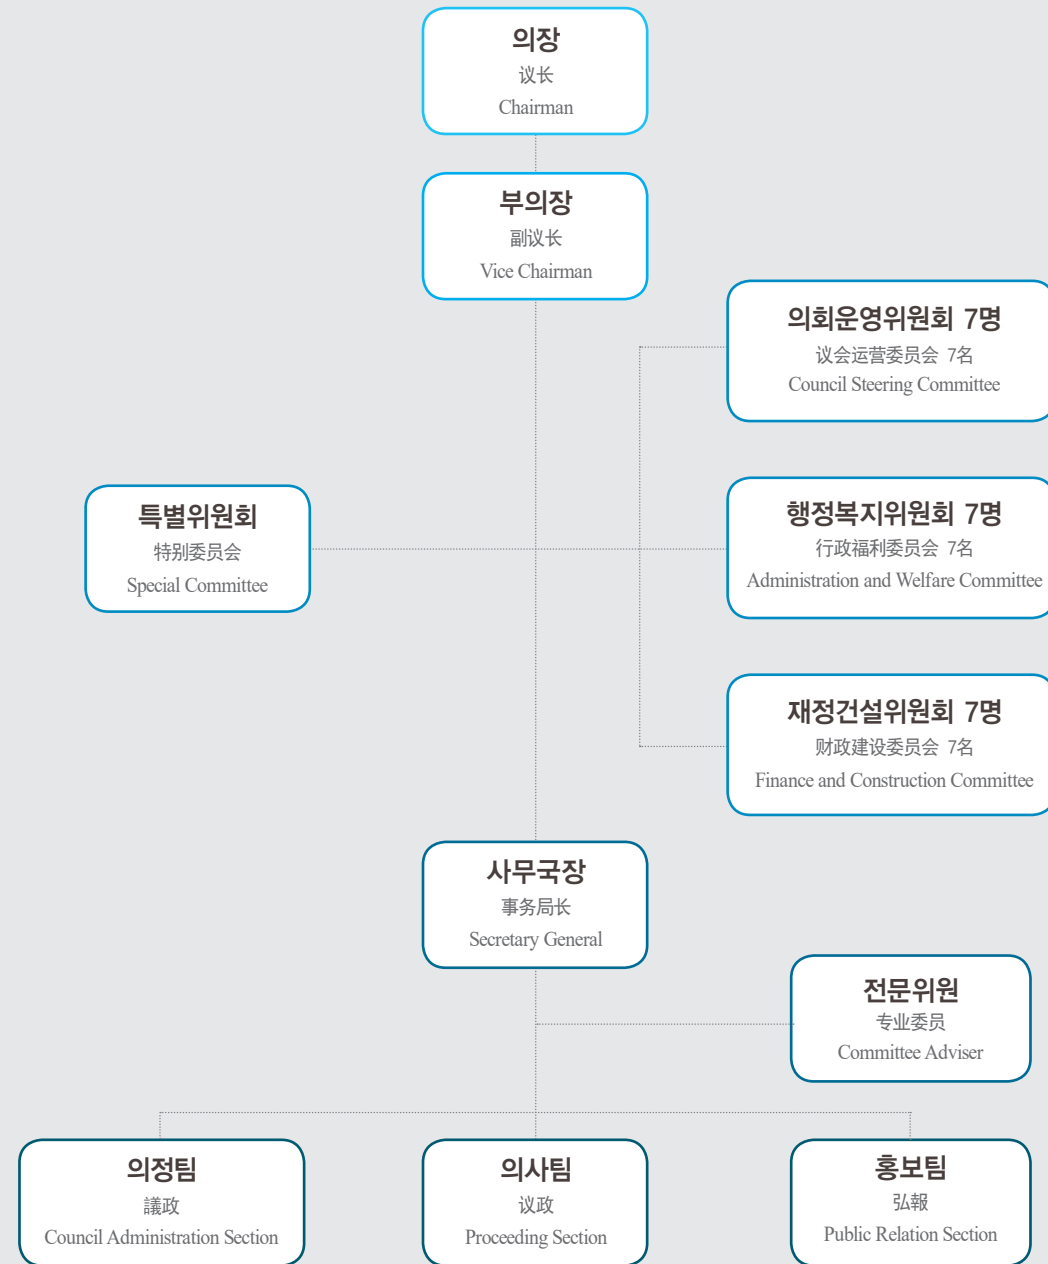 의장
议长
Chairman
부의장
副议长
Vice Chairman
의회운영위원회 7명
议会运营委员会 7名
Council Steering Committee
특별위원회
特别委员会
Special Committee
행정복지위원회 7명
行政福利委员会 7名
Administration and Welfare Committee
재정건설위원회 7명
财政建设委员会 7名
Finance and Construction Committee
사무국장
事务局长
Secretary General
전문위원
专业委员
Committee Adviser
의정팀
議政
Council Administration Section
의사팀
议政
Proceeding Section
홍보팀
弘報
Public Relation Section